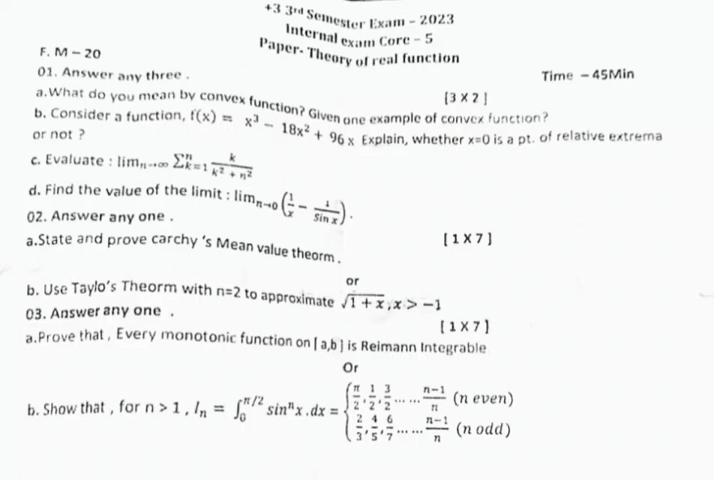 +3 3rd Semester Exam - 2023
Internal exam Core - 5
Paper- Theory of real function
F. M - 20
Time - 45Min
01. Answer any three .
[3 X 2 ]
a.What do you mean by convex function? Given one example of convex function?
b. Consider a function, f(x) = x³ - 18x² + 96 x Explain, whether x=0 is a pt. of relative extrema
or not ?
c. Evaluate : lim_{n→∞} ∑_{k=1}^{n} k/(k² + n²)
d. Find the value of the limit : lim_{n→0} (1/x - 1/Sin x) .
02. Answer any one .
[ 1 X 7 ]
a.State and prove carchy 's Mean value theorm .
or
b. Use Taylo's Theorm with n=2 to approximate √(1 + x) , x > -1
03. Answer any one .
[ 1 X 7 ]
a.Prove that , Every monotonic function on [ a,b ] is Reimann Integrable
Or
b. Show that , for n > 1 , I_n = ∫_0^{π/2} sinⁿx .dx = { π/2, 1/2, 3/2 ...... (n-1)/n (n even)
2/3, 4/5, 6/7 ...... (n-1)/n (n odd)